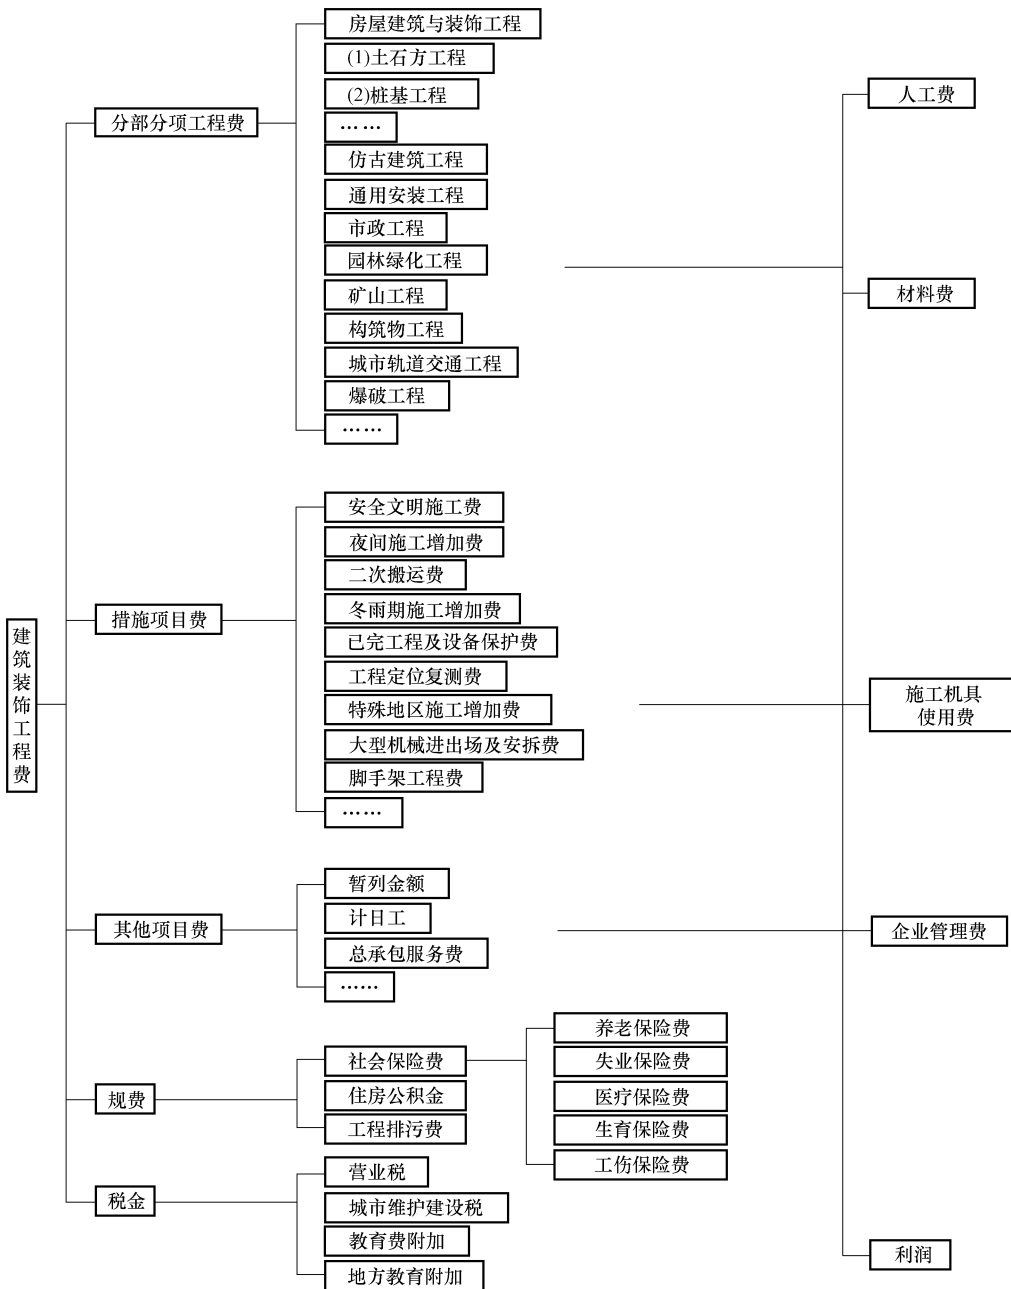 建筑装饰工程费
分部分项工程费
房屋建筑与装饰工程
(1)土石方工程
(2)桩基工程
……
仿古建筑工程
通用安装工程
市政工程
园林绿化工程
矿山工程
构筑物工程
城市轨道交通工程
爆破工程
……
措施项目费
安全文明施工费
夜间施工增加费
二次搬运费
冬雨期施工增加费
已完工程及设备保护费
工程定位复测费
特殊地区施工增加费
大型机械进出场及安拆费
脚手架工程费
……
其他项目费
暂列金额
计日工
总承包服务费
……
规费
社会保险费
养老保险费
失业保险费
医疗保险费
生育保险费
工伤保险费
住房公积金
工程排污费
税金
营业税
城市维护建设税
教育费附加
地方教育附加
人工费
材料费
施工机具
使用费
企业管理费
利润